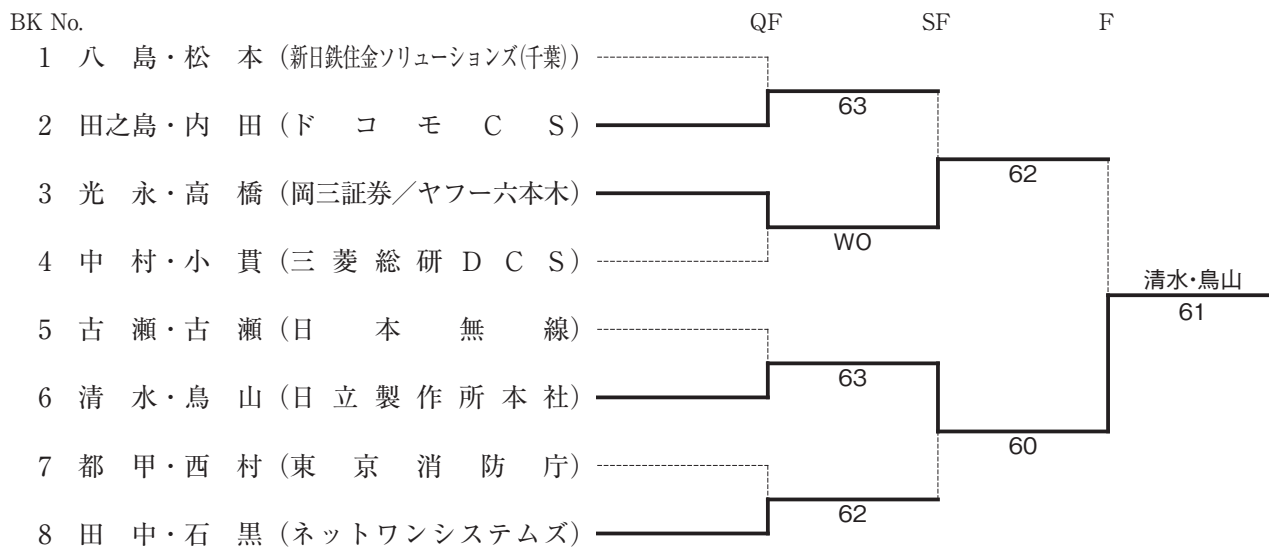 BK No. QF SF F
1 八 島・松 本 (新日鉄住金ソリューションズ(千葉))
63
2 田之島・内 田 (ド コ モ C S)
62
3 光 永・高 橋 (岡三証券／ヤフー六本木)
WO
4 中 村・小 貫 (三 菱 総 研 D C S)
清水・鳥山
61
5 古 瀬・古 瀬 (日 本 無 線)
63
6 清 水・鳥 山 (日 立 製 作 所 本 社)
60
7 都 甲・西 村 (東 京 消 防 庁)
62
8 田 中・石 黒 (ネットワンシステムズ)